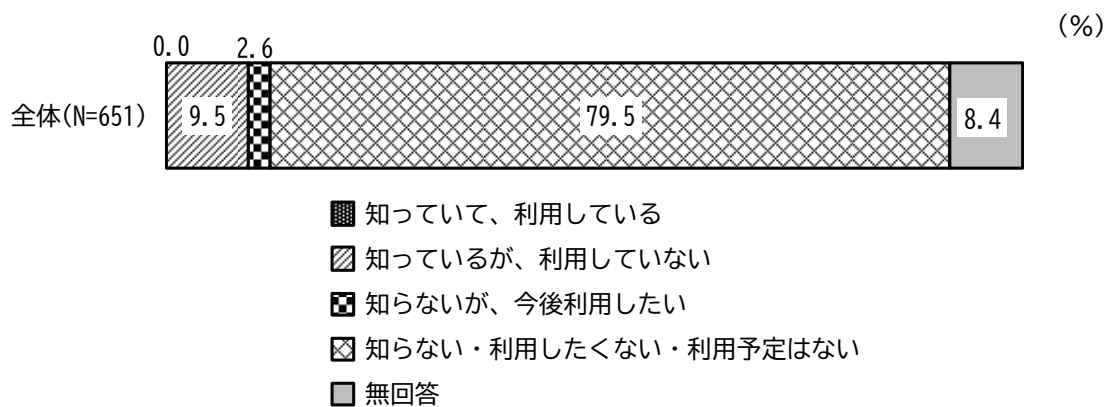 (%)
0.0 2.6
全体(N=651) 9.5 79.5 8.4
知っていて、利用している
知っているが、利用していない
知らないが、今後利用したい
知らない・利用したくない・利用予定はない
無回答